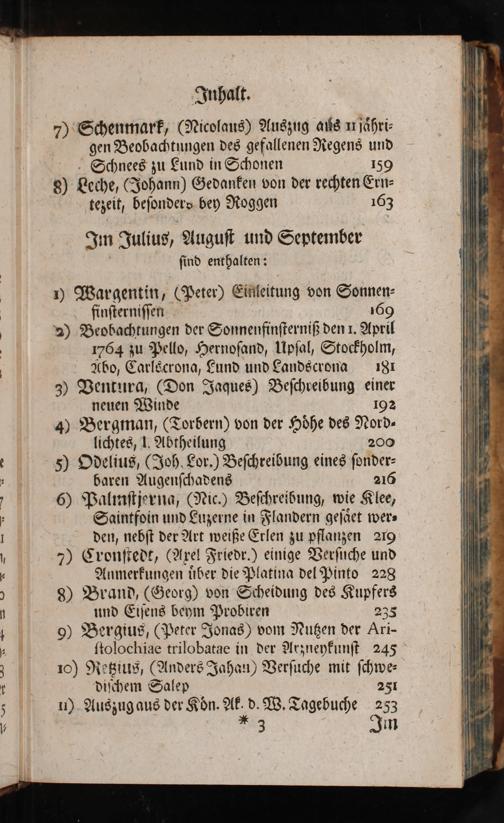 Inhalt.
7) Schenmark, (Nicolaus) Auszug aus 11jähri-
gen Beobachtungen des gefallenen Regens und
Schnees zu Lund in Schonen 159
8) Leche, (Johann) Gedanken von der rechten Ern-
tezeit, besonders bey Roggen 163
Im Julius, August und September
sind enthalten:
1) Wargentin, (Peter) Einleitung von Sonnen-
finsternissen 169
2) Beobachtungen der Sonnenfinsterniß den 1. April
1764 zu Pello, Hernosand, Upsal, Stockholm,
Abo, Carlscrona, Lund und Landscrona 181
3) Ventura, (Don Jaques) Beschreibung einer
neuen Winde 192
4) Bergman, (Torbern) von der Höhe des Nord-
lichtes, 1. Abtheilung 200
5) Odelius, (Joh. Lor.) Beschreibung eines sonder-
baren Augenschadens 216
6) Palmstjerna, (Nic.) Beschreibung, wie Klee,
Saintfoin und Luzerne in Flandern gesäet wer-
den, nebst der Art weiße Erlen zu pflanzen 219
7) Cronstedt, (Axel Friedr.) einige Versuche und
Anmerkungen über die Platina del Pinto 228
8) Brand, (Georg) von Scheidung des Kupfers
und Eisens beym Probiren 235
9) Bergius, (Peter Jonas) vom Nutzen der Ari-
stolochiae trilobatae in der Arzneykunst 245
10) Retzius, (Anders Jahan) Versuche mit schwe-
dischem Salep 251
11) Auszug aus der Kön. Ak. d. W. Tagebuche 253
* 3 Im